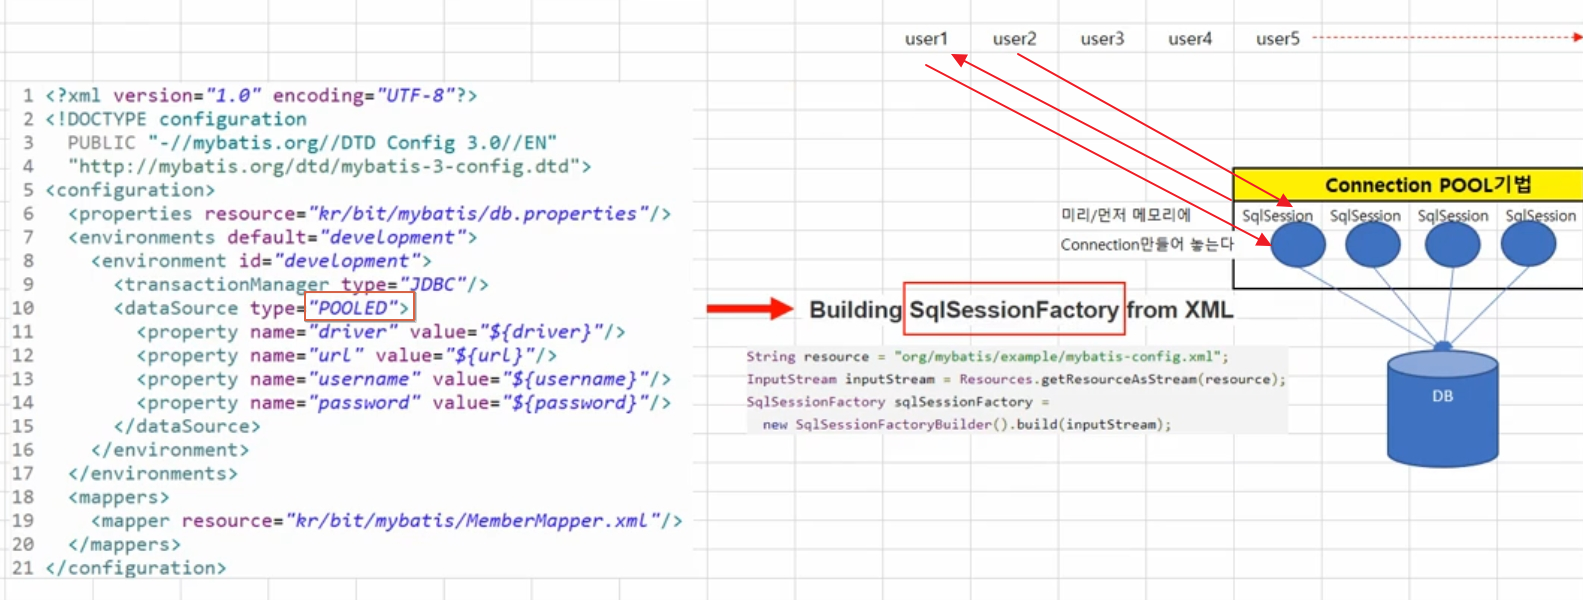 user1 user2 user3 user4 user5
1 <?xml version="1.0" encoding="UTF-8"?>
2 <!DOCTYPE configuration
3 PUBLIC "-//mybatis.org//DTD Config 3.0//EN"
4 "http://mybatis.org/dtd/mybatis-3-config.dtd">
5 <configuration>
6 <properties resource="kr/bit/mybatis/db.properties"/>
7 <environments default="development">
8 <environment id="development">
9 <transactionManager type="JDBC"/>
10 <dataSource type="POOLED">
11 <property name="driver" value="${driver}"/>
12 <property name="url" value="${url}"/>
13 <property name="username" value="${username}"/>
14 <property name="password" value="${password}"/>
15 </dataSource>
16 </environment>
17 </environments>
18 <mappers>
19 <mapper resource="kr/bit/mybatis/MemberMapper.xml"/>
20 </mappers>
21 </configuration>
Building SqlSessionFactory from XML
String resource = "org/mybatis/example/mybatis-config.xml";
InputStream inputStream = Resources.getResourceAsStream(resource);
SqlSessionFactory sqlSessionFactory =
new SqlSessionFactoryBuilder().build(inputStream);
Connection POOL기법
미리/먼저 메모리에
Connection만들어 놓는다
SqlSession SqlSession SqlSession SqlSession
DB